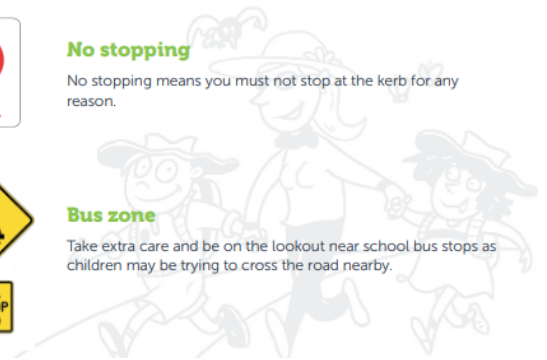 No stopping
No stopping means you must not stop at the kerb for any
reason.
Bus zone
Take extra care and be on the lookout near school bus stops as
children may be trying to cross the road nearby.